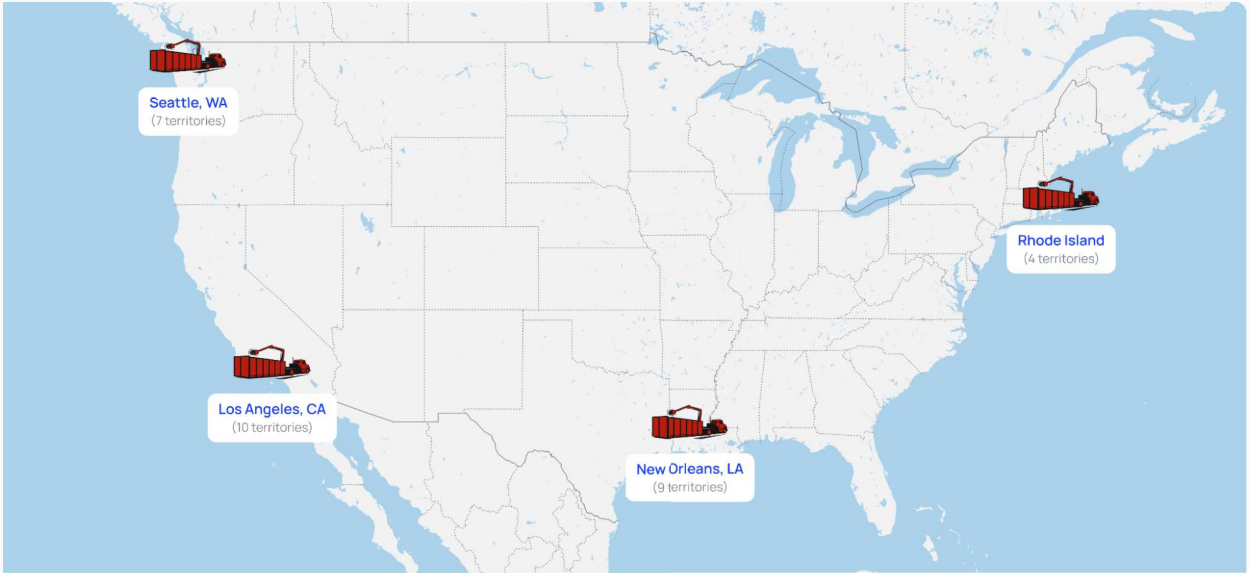 Seattle, WA
(7 territories)
Rhode Island
(4 territories)
Los Angeles, CA
(10 territories)
New Orleans, LA
(9 territories)